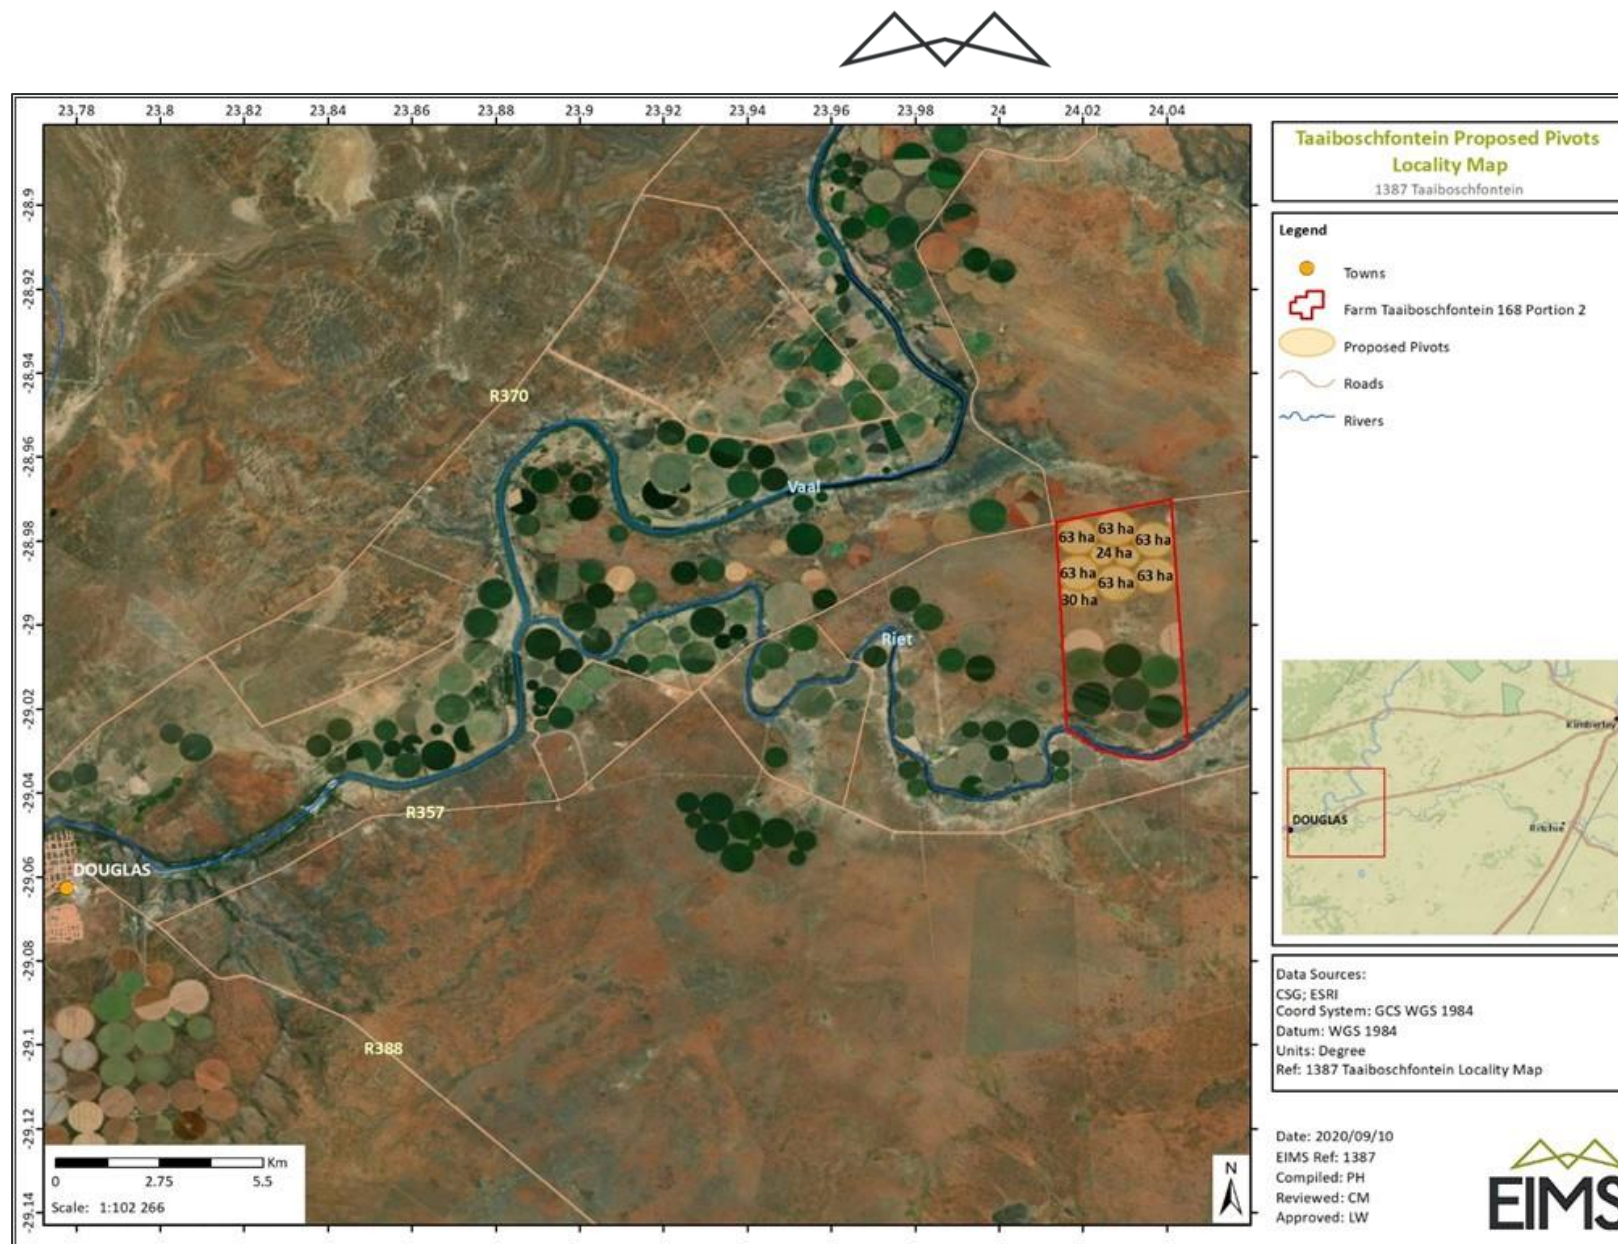 23.78 23.8 23.82 23.84 23.86 23.88 23.9 23.92 23.94 23.96 23.98 24 24.02 24.04
-28.9
-28.92
-28.94
-28.96
-28.98
-29
-29.02
-29.04
-29.06
-29.08
-29.1
-29.12
-29.14
R370
Vaal
63 ha
63 ha
63 ha
24 ha
63 ha
63 ha
63 ha
30 ha
Riet
R357
DOUGLAS
R388
Km
0 2.75 5.5
Scale: 1:102 266
N
Taaiboschfontein Proposed Pivots
Locality Map
1387 Taaiboschfontein
Legend
Towns
Farm Taaiboschfontein 168 Portion 2
Proposed Pivots
Roads
Rivers
Kimberley
DOUGLAS
Ritchie
Data Sources:
CSG; ESRI
Coord System: GCS WGS 1984
Datum: WGS 1984
Units: Degree
Ref: 1387 Taaiboschfontein Locality Map
Date: 2020/09/10
EIMS Ref: 1387
Compiled: PH
Reviewed: CM
Approved: LW
EIMS